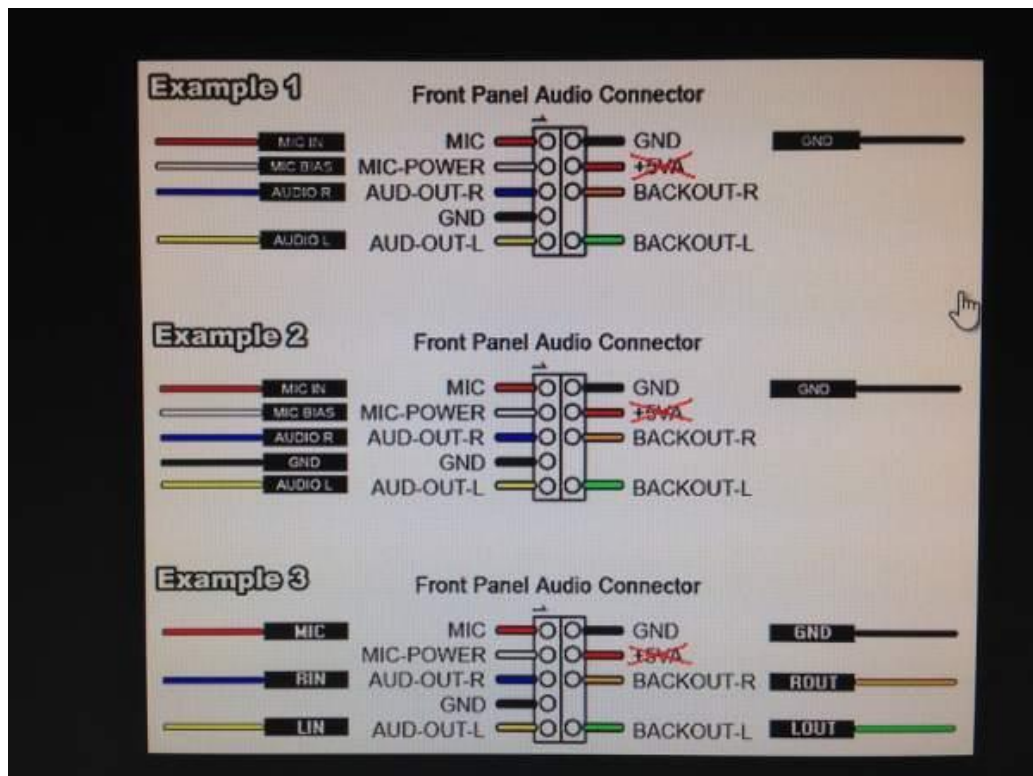 Example 1
Front Panel Audio Connector
1
MIC IN MIC GND GND
MIC BIAS MIC-POWER +5VA
AUDIO R AUD-OUT-R BACKOUT-R
GND
AUDIO L AUD-OUT-L BACKOUT-L
Example 2
Front Panel Audio Connector
1
MIC IN MIC GND GND
MIC BIAS MIC-POWER +5VA
AUDIO R AUD-OUT-R BACKOUT-R
GND GND
AUDIO L AUD-OUT-L BACKOUT-L
Example 3
Front Panel Audio Connector
1
MIC MIC GND GND
MIC-POWER +5VA
RIN AUD-OUT-R BACKOUT-R ROUT
GND
LIN AUD-OUT-L BACKOUT-L LOUT